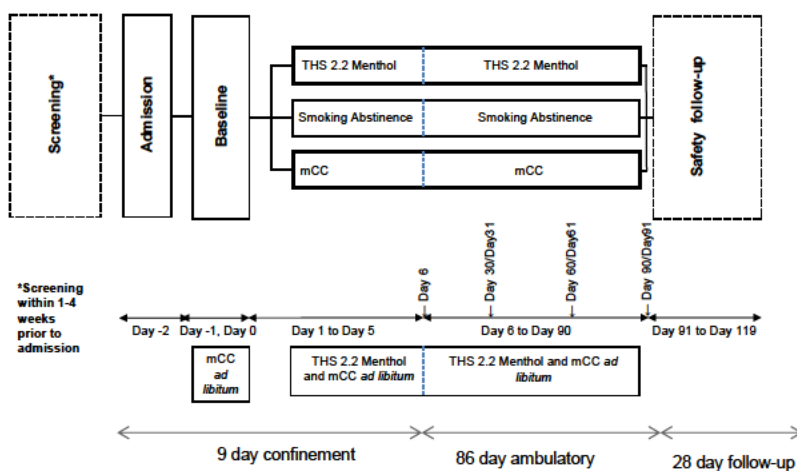 Screening*
Admission
Baseline
THS 2.2 Menthol
THS 2.2 Menthol
Smoking Abstinence
Smoking Abstinence
mCC
mCC
Safety follow-up
*Screening
within 1-4
weeks
prior to
admission
Day 6
Day 30/Day31
Day 60/Day61
Day 90/Day91
Day -2
Day -1, Day 0
Day 1 to Day 5
Day 6 to Day 90
Day 91 to Day 119
mCC
ad
libitum
THS 2.2 Menthol
and mCC ad libitum
THS 2.2 Menthol and mCC ad
libitum
9 day confinement
86 day ambulatory
28 day follow-up